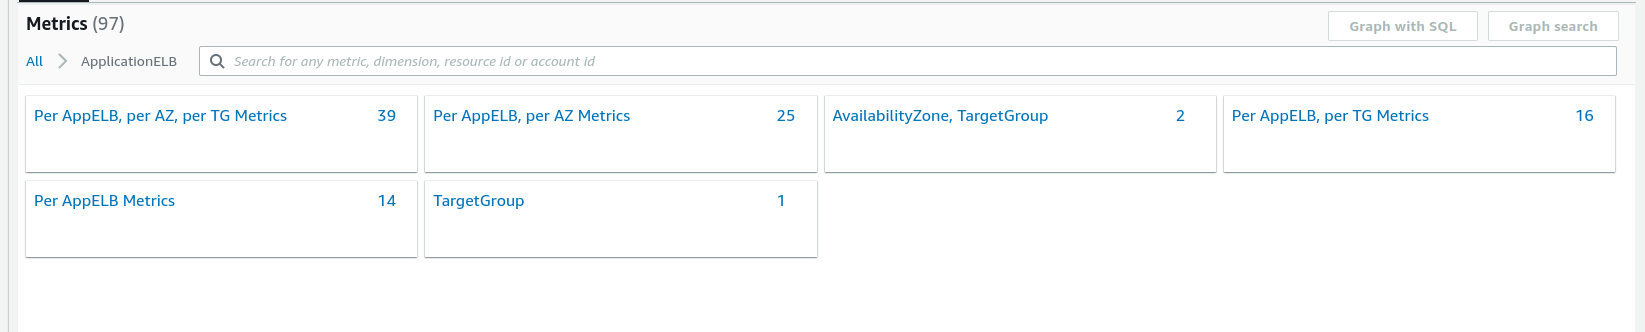 Metrics (97)
Graph with SQL
Graph search
All
ApplicationELB
Search for any metric, dimension, resource id or account id
Per AppELB, per AZ, per TG Metrics 39
Per AppELB, per AZ Metrics 25
AvailabilityZone, TargetGroup 2
Per AppELB, per TG Metrics 16
Per AppELB Metrics 14
TargetGroup 1